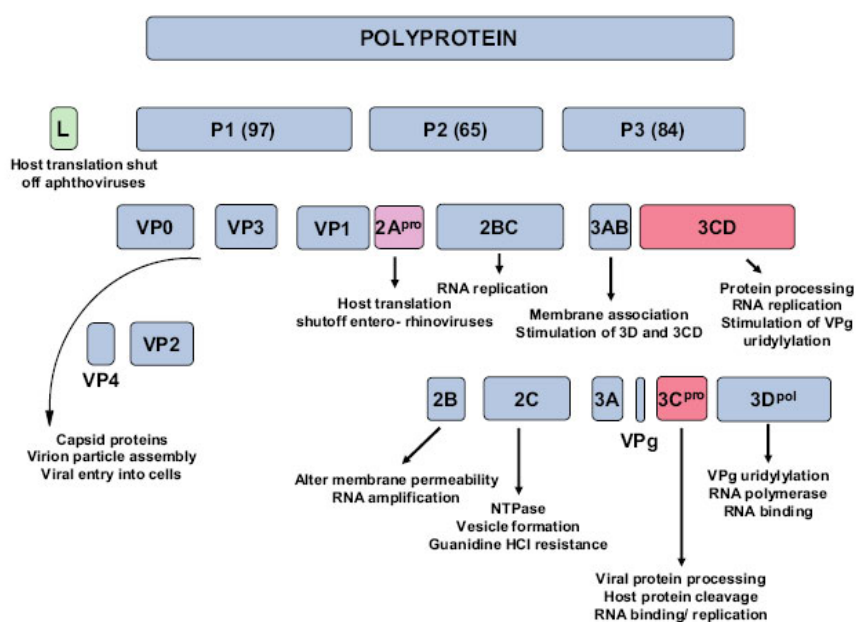 POLYPROTEIN
L
P1 (97)
P2 (65)
P3 (84)
Host translation shut
off aphthoviruses
VP0
VP3
VP1
2Apro
2BC
3AB
3CD
RNA replication
Host translation
shutoff entero- rhinoviruses
Membrane association
Stimulation of 3D and 3CD
Protein processing
RNA replication
Stimulation of VPg
uridylylation
VP2
VP4
Capsid proteins
Virion particle assembly
Viral entry into cells
2B
2C
3A
VPg
3Cpro
3Dpol
Alter membrane permeability
RNA amplification
NTPase
Vesicle formation
Guanidine HCl resistance
VPg uridylylation
RNA polymerase
RNA binding
Viral protein processing
Host protein cleavage
RNA binding/ replication